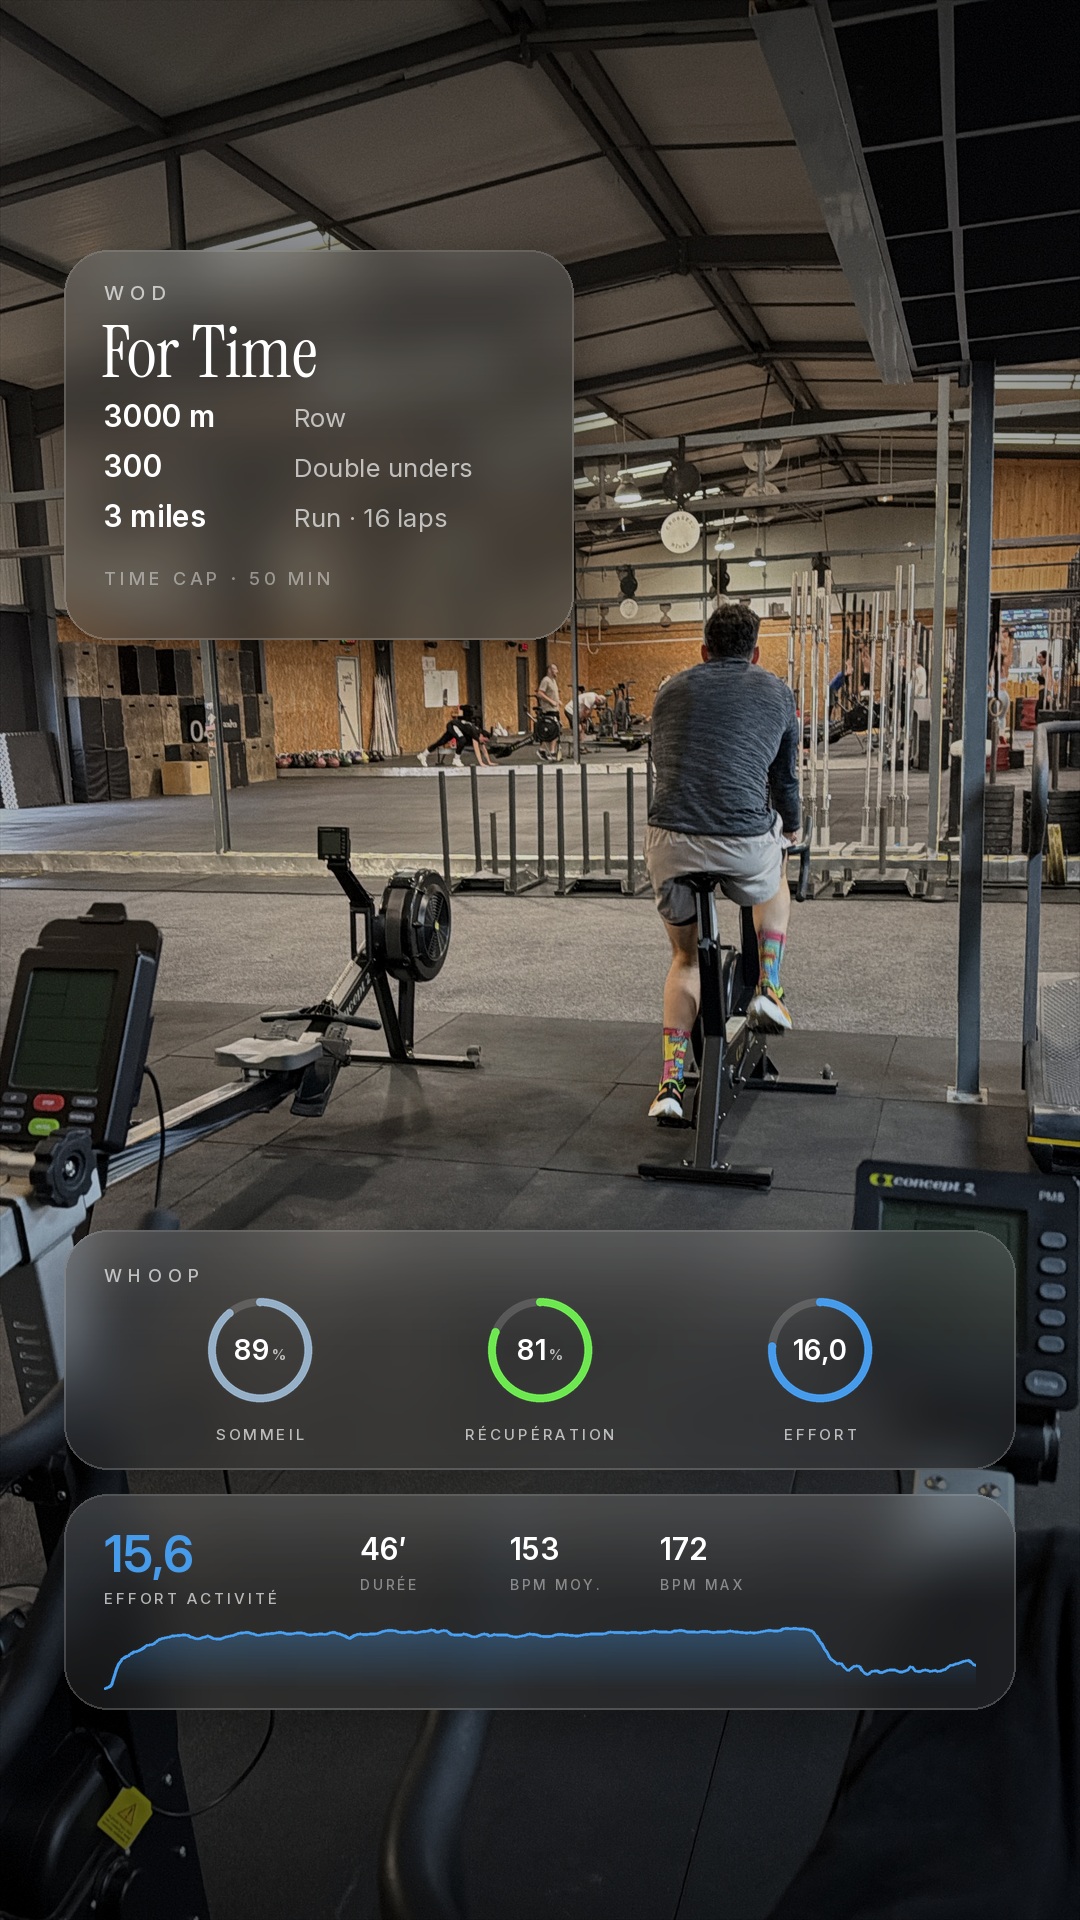 WOD
For Time
3000 m Row
300 Double unders
3 miles Run · 16 laps
TIME CAP · 50 MIN
concept 2
PM5
WHOOP
89% 81% 16,0
SOMMEIL RÉCUPÉRATION EFFORT
15,6 46' 153 172
EFFORT ACTIVITÉ DURÉE BPM MOY. BPM MAX